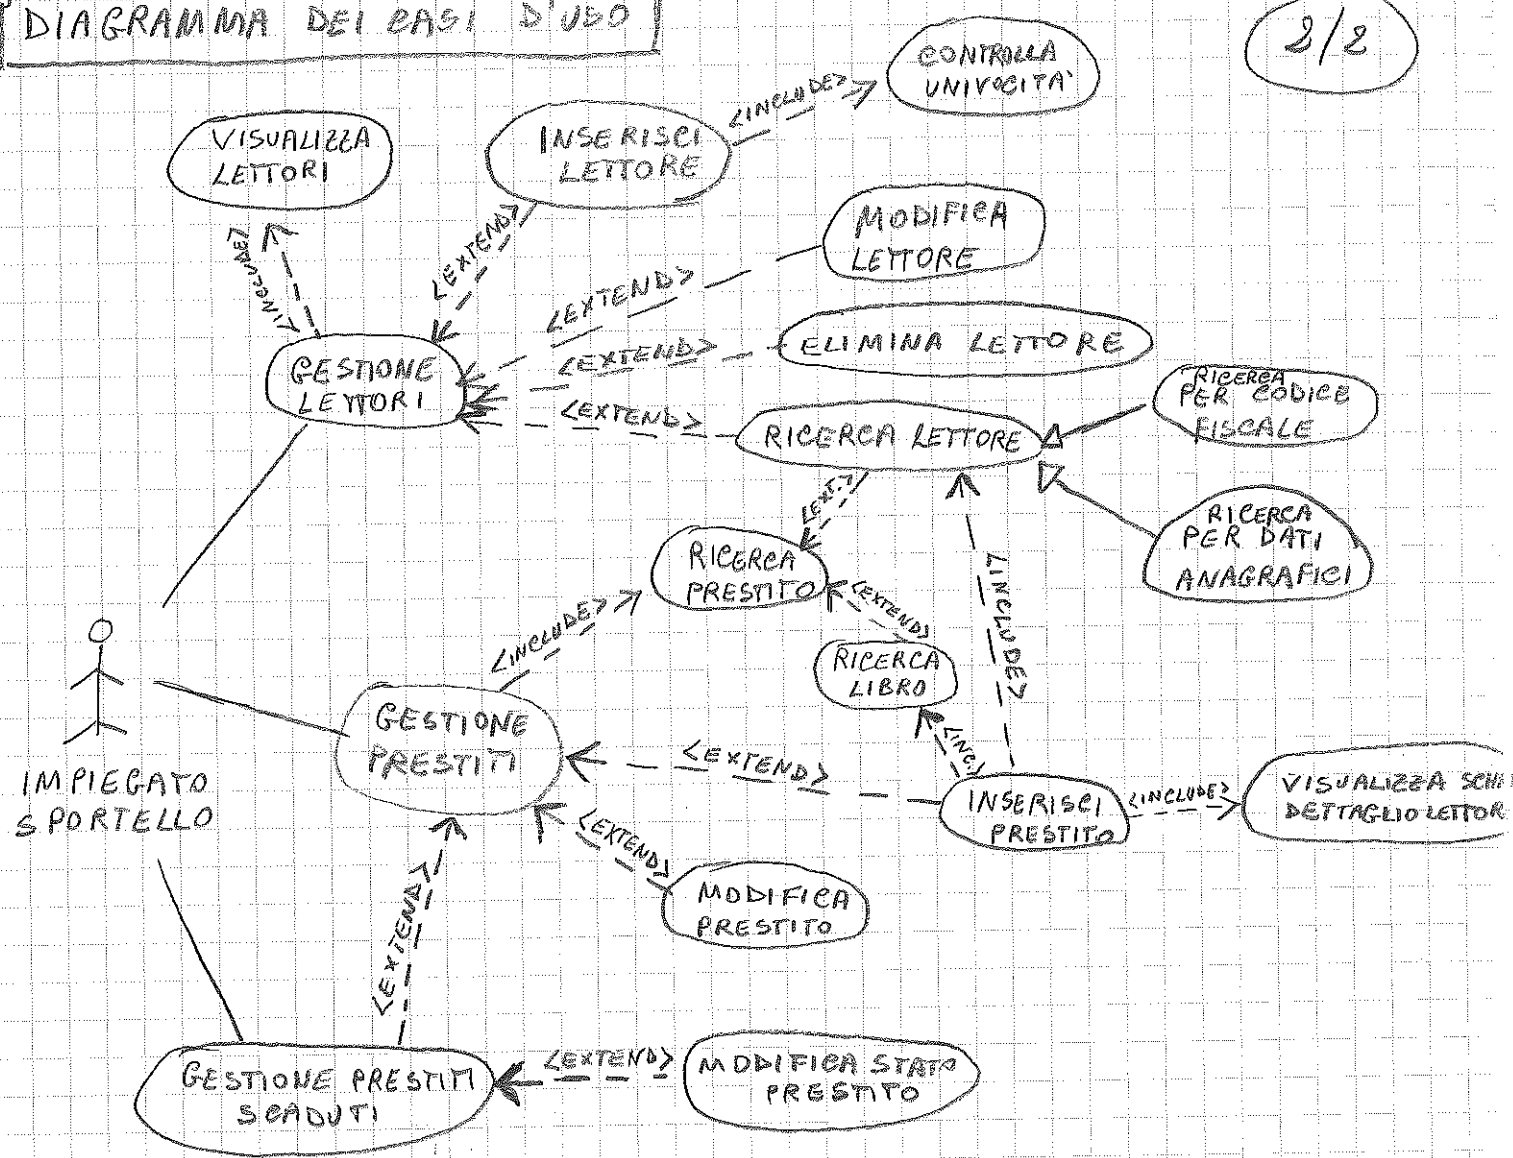 DIAGRAMMA DEI CASI D'USO
2/2
CONTROLLA
UNIVOCITA'
<INCLUDE>
VISUALIZZA
LETTORI
INSERISCI
LETTORE
<INCLUDE>
<EXTEND>
MODIFICA
LETTORE
<EXTEND>
ELIMINA LETTORE
<EXTEND>
GESTIONE
LETTORI
<EXTEND>
RICERCA LETTORE
RICERCA
PER CODICE
FISCALE
<EXT.>
RICERCA
PER DATI
ANAGRAFICI
RICERCA
PRESTITO
<INCLUDE>
<INCLUDE>
<EXTEND>
RICERCA
LIBRO
GESTIONE
PRESTITI
<EXTEND>
<INC.>
IMPIEGATO
SPORTELLO
INSERISCI
PRESTITO
<INCLUDE>
VISUALIZZA SCH
DETTAGLIO LETTOR
<EXTEND>
<EXTEND>
MODIFICA
PRESTITO
GESTIONE PRESTITI
SCADUTI
<EXTEND>
MODIFICA STATO
PRESTITO